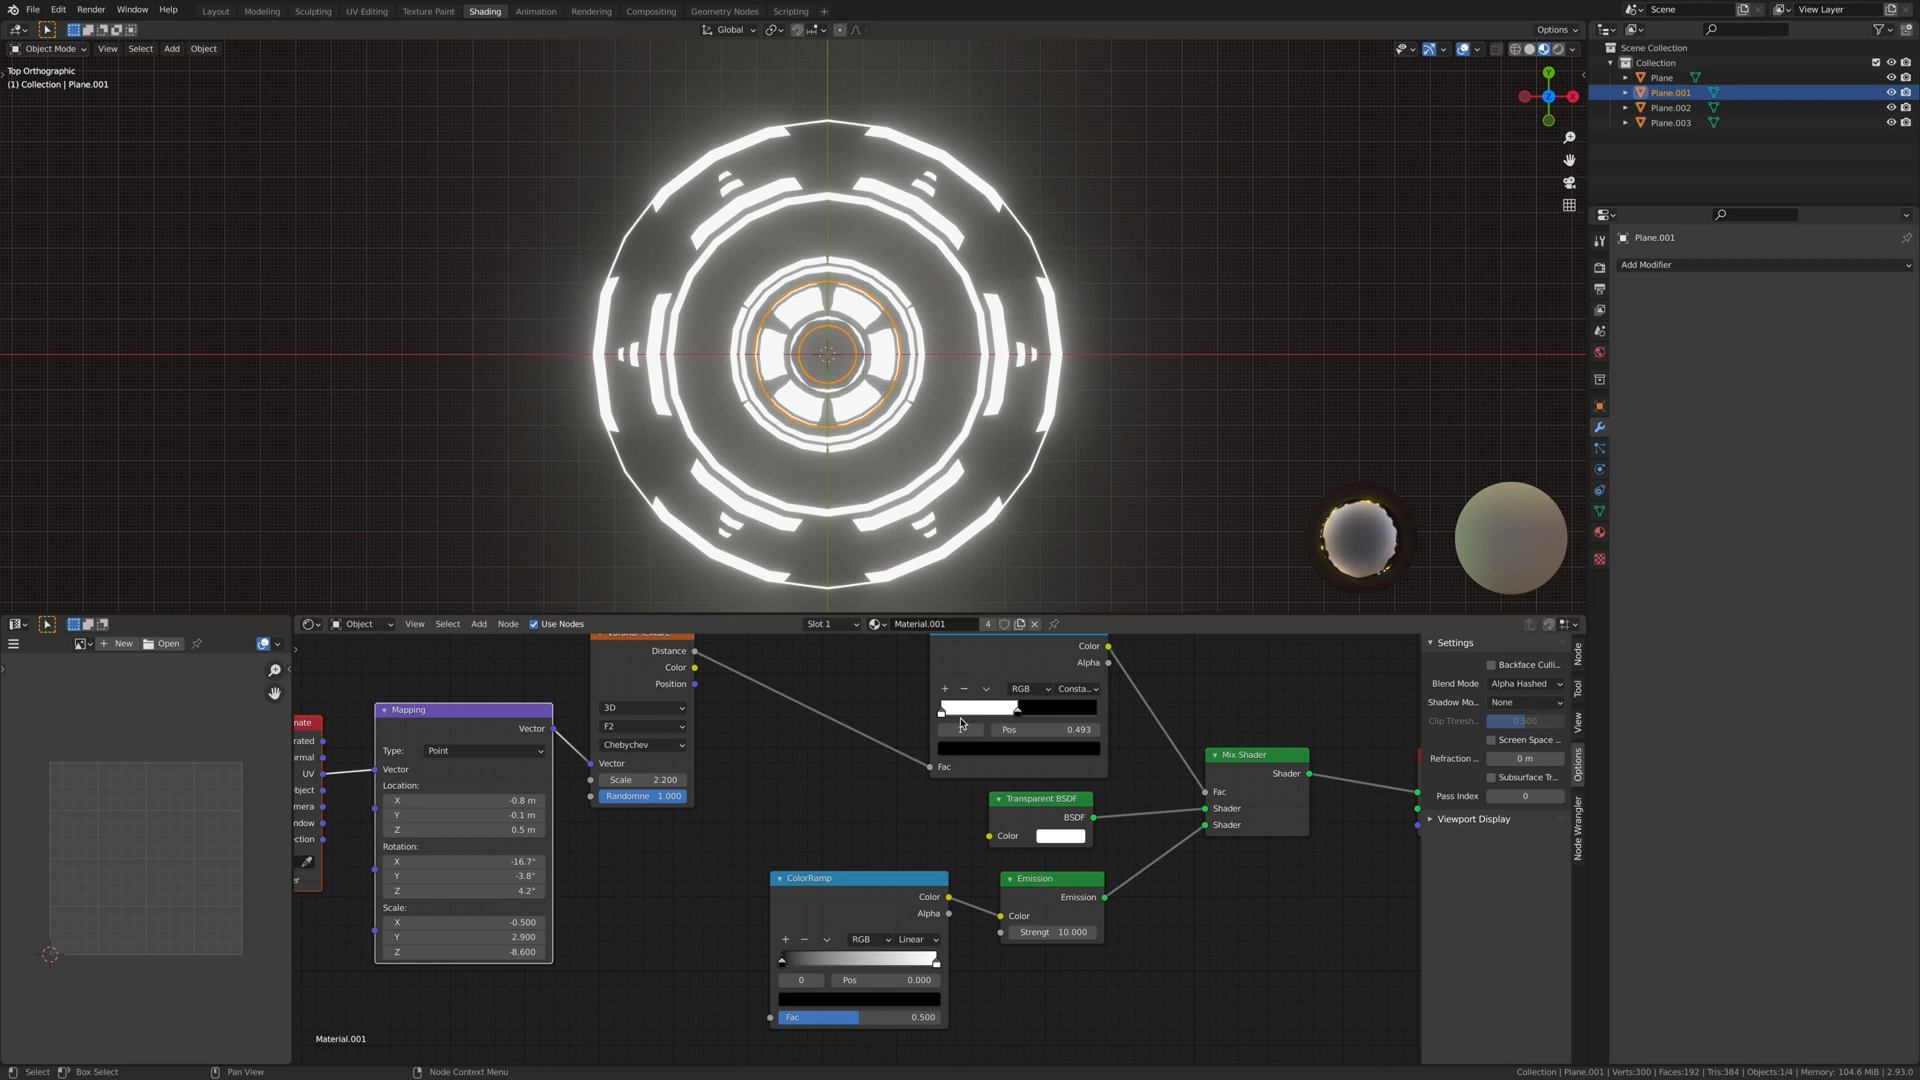 File Edit Render Window Help
Layout Modeling Sculpting UV Editing Texture Paint Shading Animation Rendering Compositing Geometry Nodes Scripting +
Scene
View Layer
Global
Options
Object Mode View Select Add Object
Top Orthographic
(1) Collection | Plane.001
Y
X
Z
Scene Collection
Collection
Plane
Plane.001
Plane.002
Plane.003
Plane.001
Add Modifier
New Open
Object View Select Add Node Use Nodes Slot 1 Material.001 4
Distance
Color
Position
3D
F2
Chebychev
Vector
Scale 2.200
Randomne 1.000
Mapping
Vector
Type: Point
Vector
Location:
X -0.8 m
Y -0.1 m
Z 0.5 m
Rotation:
X -16.7°
Y -3.8°
Z 4.2°
Scale:
X -0.500
Y 2.900
Z -8.600
UV
Color
Alpha
RGB Consta...
Pos 0.493
Fac
Transparent BSDF
BSDF
Color
Mix Shader
Shader
Fac
Shader
Shader
ColorRamp
Color
Alpha
RGB Linear
0 Pos 0.000
Fac 0.500
Emission
Emission
Color
Strengt 10.000
Material.001
Settings
Backface Culli...
Blend Mode Alpha Hashed
Shadow Mo... None
Clip Thresh... 0.500
Screen Space ...
Refraction ... 0 m
Subsurface Tr...
Pass Index 0
Viewport Display
Node
Tool
View
Options
Node Wrangler
Select Box Select Pan View Node Context Menu
Collection | Plane.001 | Verts:300 | Faces:192 | Tris:384 | Objects:1/4 | Memory: 104.6 MiB | 2.93.0